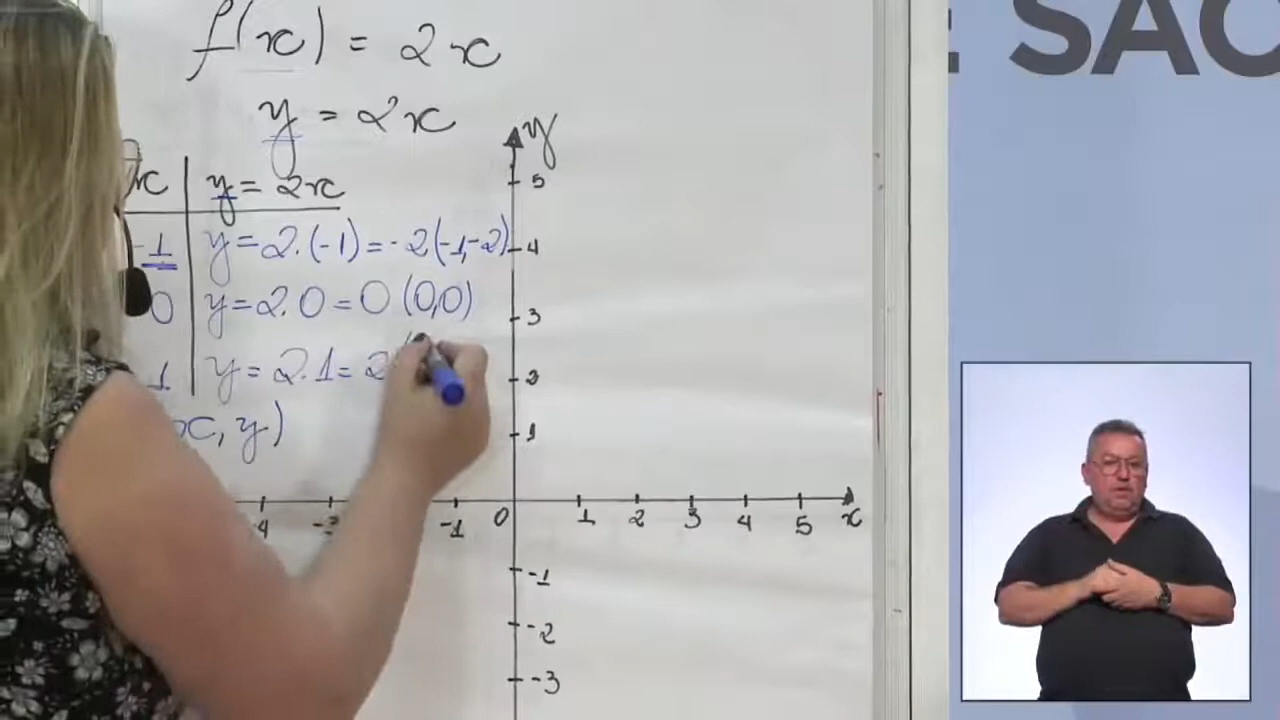 f(x) = 2x
y = 2x
x y = 2x
-1 y = 2.(-1) = -2 (-1,-2)
0 y = 2.0 = 0 (0,0)
1 y = 2.1 = 2 (
x, y)
y
5
4
3
2
1
-1 0 1 2 3 4 5 x
-1
-2
-3
SAC